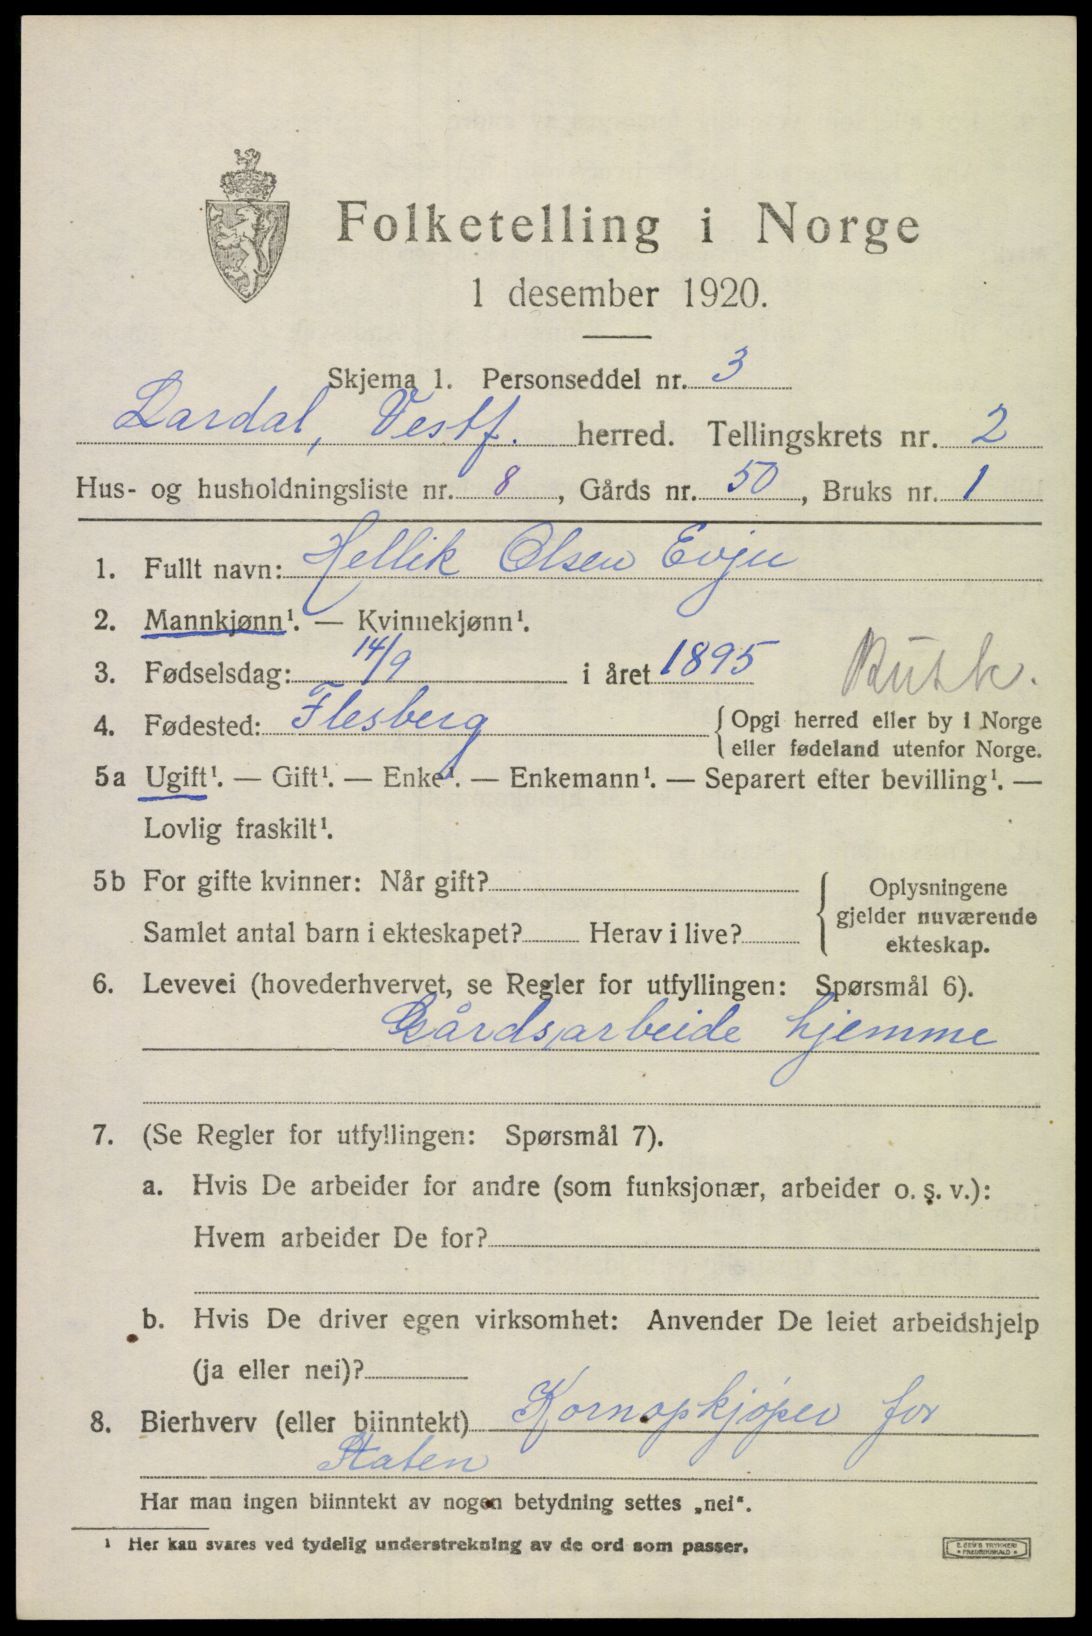 Folketelling i Norge
1 desember 1920.
Skjema 1. Personseddel nr. 3
Lardal, Vestf. herred. Tellingskrets nr. 2
Hus- og husholdningsliste nr. 8, Gårds nr. 50, Bruks nr. 1
1. Fullt navn: Hellik Olsen Evju
2. Mannkjønn¹. — Kvinnekjønn¹.
3. Fødselsdag: 14/9 i året 1895
4. Fødested: Flesberg { Opgi herred eller by i Norge
eller fødeland utenfor Norge.
5a Ugift¹. — Gift¹. — Enke¹. — Enkemann¹. — Separert efter bevilling¹. —
Lovlig fraskilt¹.
5b For gifte kvinner: Når gift?
Samlet antal barn i ekteskapet? Herav i live?
{ Oplysningene
gjelder nuværende
ekteskap.
6. Levevei (hovederhvervet, se Regler for utfyllingen: Spørsmål 6).
Gårdsarbeide hjemme
7. (Se Regler for utfyllingen: Spørsmål 7).
a. Hvis De arbeider for andre (som funksjonær, arbeider o. s. v.):
Hvem arbeider De for?
b. Hvis De driver egen virksomhet: Anvender De leiet arbeidshjelp
(ja eller nei)?
8. Bierhverv (eller biinntekt) Kornopkjøper for
Staten
Har man ingen biinntekt av nogen betydning settes „nei“.
¹ Her kan svares ved tydelig understrekning av de ord som passer.